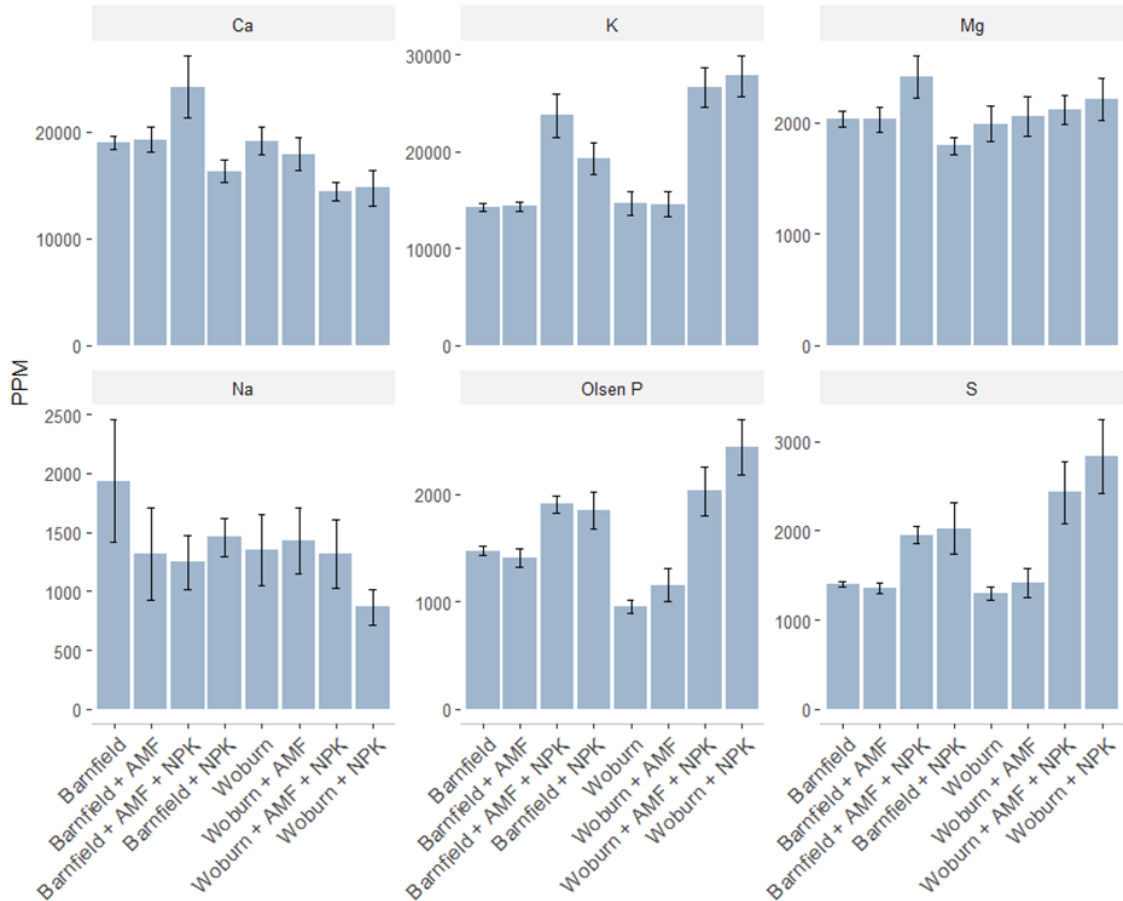 Ca
K
Mg
20000
10000
0
30000
20000
10000
0
2000
1000
0
PPM
Na
Olsen P
S
2500
2000
1500
1000
500
0
2000
1000
0
3000
2000
1000
0
Barnfield
Barnfield + AMF
Barnfield + AMF + NPK
Barnfield + NPK
Woburn
Woburn + AMF
Woburn + AMF + NPK
Woburn + NPK
Barnfield
Barnfield + AMF
Barnfield + AMF + NPK
Barnfield + NPK
Woburn
Woburn + AMF
Woburn + AMF + NPK
Woburn + NPK
Barnfield
Barnfield + AMF
Barnfield + AMF + NPK
Barnfield + NPK
Woburn
Woburn + AMF
Woburn + AMF + NPK
Woburn + NPK